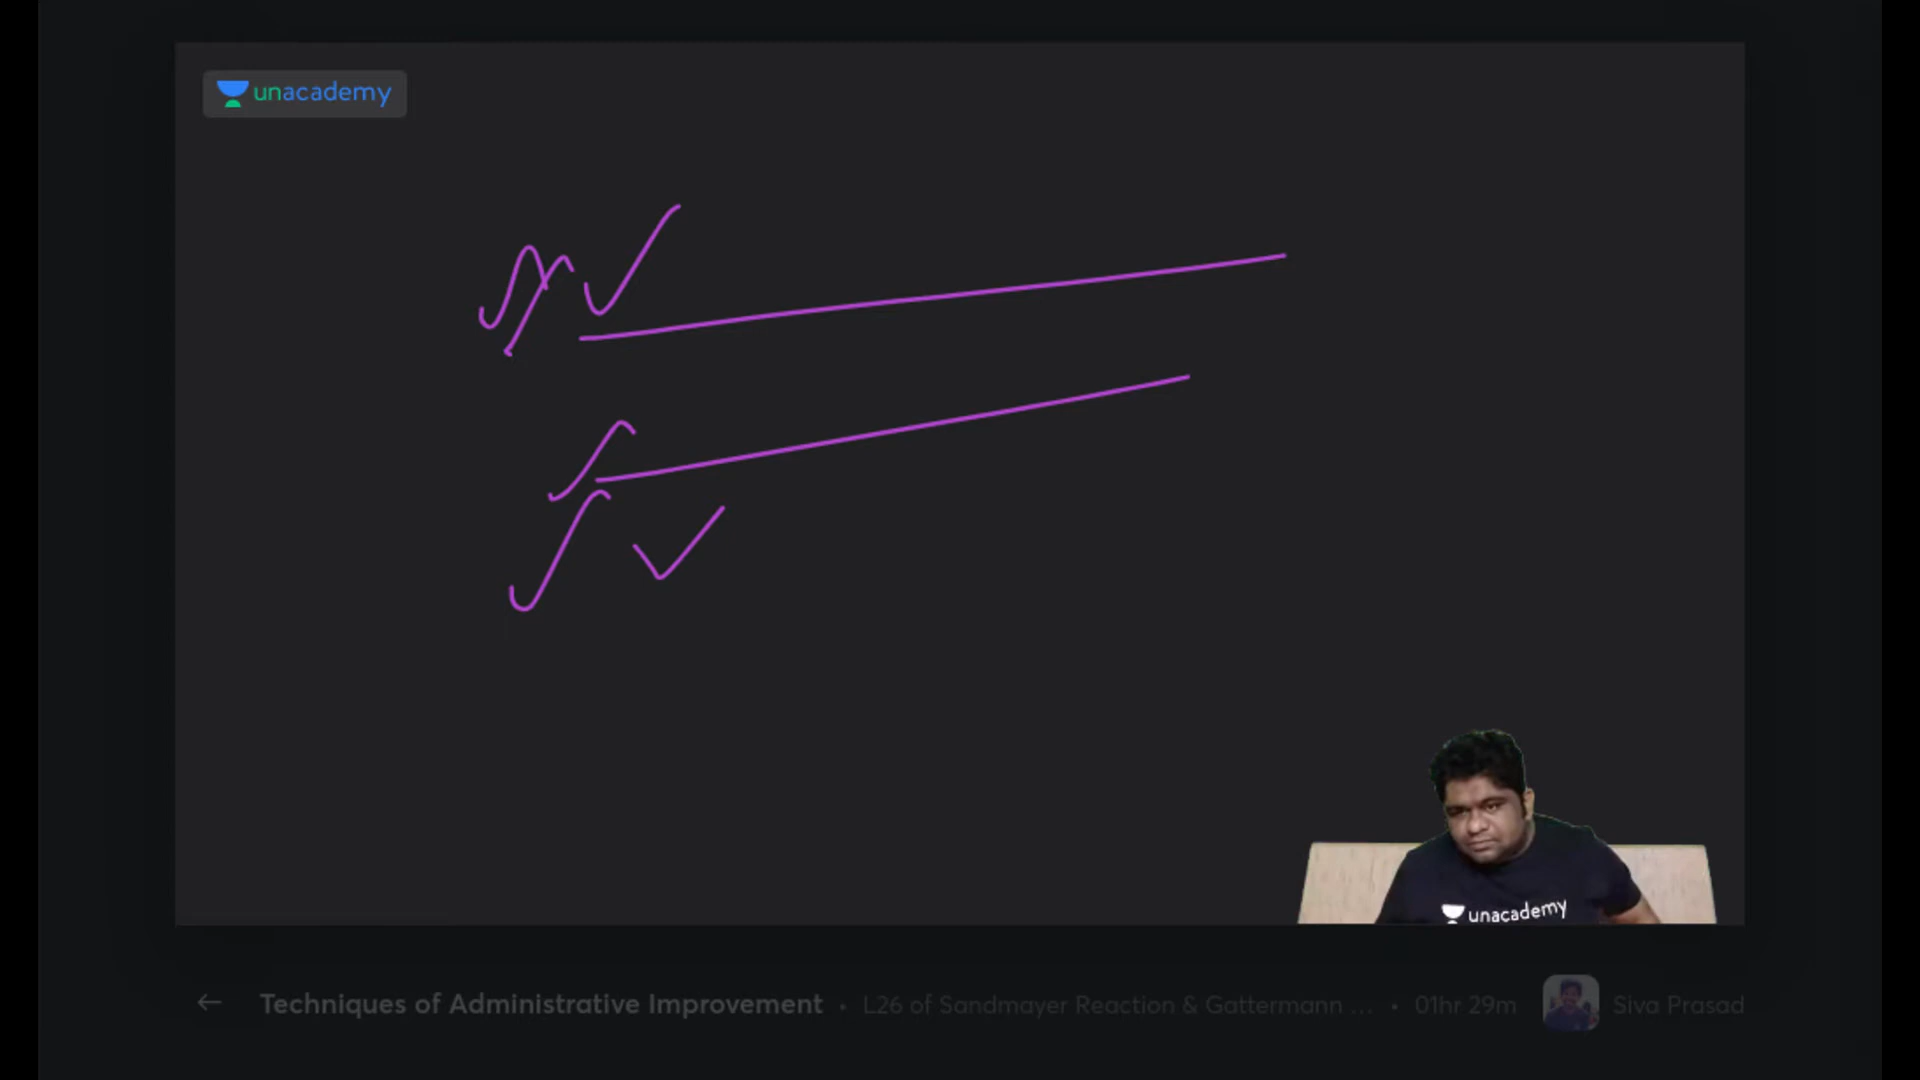 unacademy
unacademy
Techniques of Administrative Improvement • L26 of Sandmayer Reaction & Gattermann ... • 01hr 29m Siva Prasad